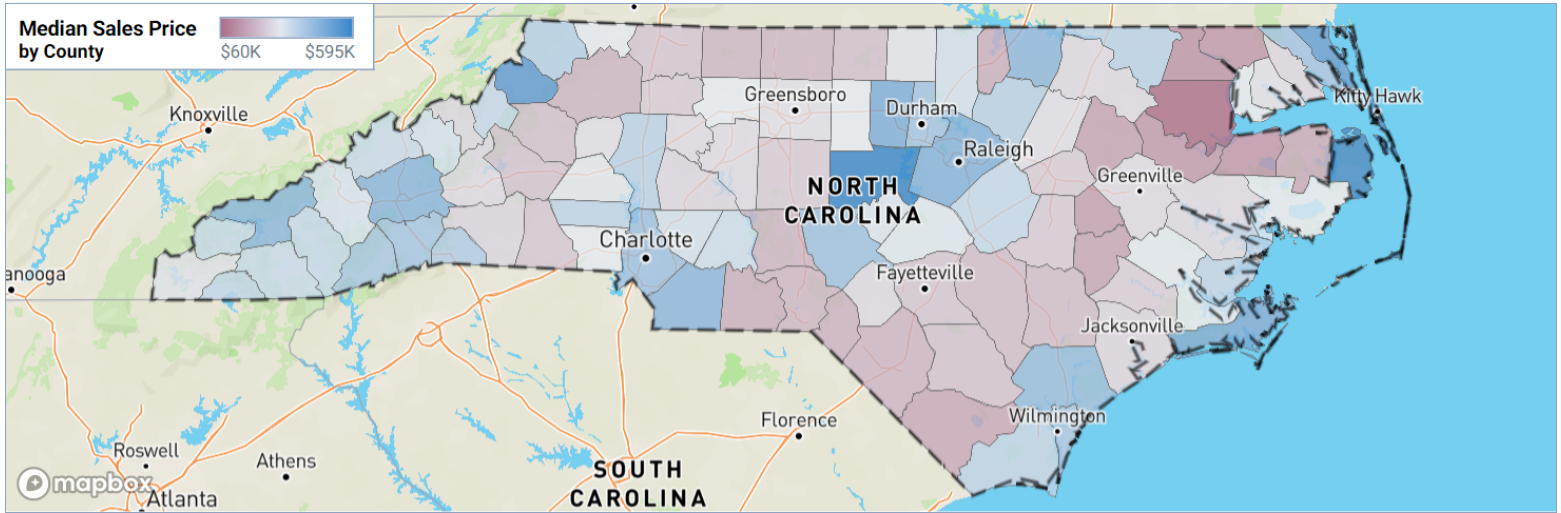 Median Sales Price
by County
$60K
$595K
Knoxville
Greensboro
Durham
Kitty Hawk
Raleigh
Greenville
NORTH
CAROLINA
Charlotte
anooga
Fayetteville
Jacksonville
Wilmington
Florence
Roswell
Athens
SOUTH
CAROLINA
mapbox
Atlanta